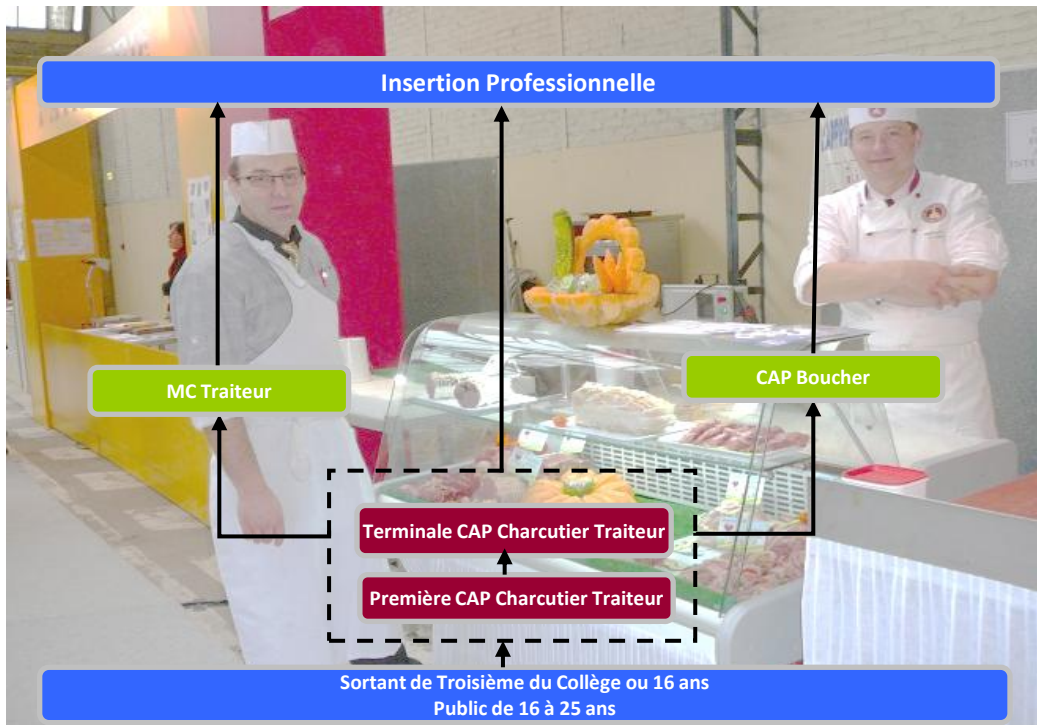 Insertion Professionnelle
MC Traiteur
CAP Boucher
Terminale CAP Charcutier Traiteur
Première CAP Charcutier Traiteur
Sortant de Troisième du Collège ou 16 ans
Public de 16 à 25 ans